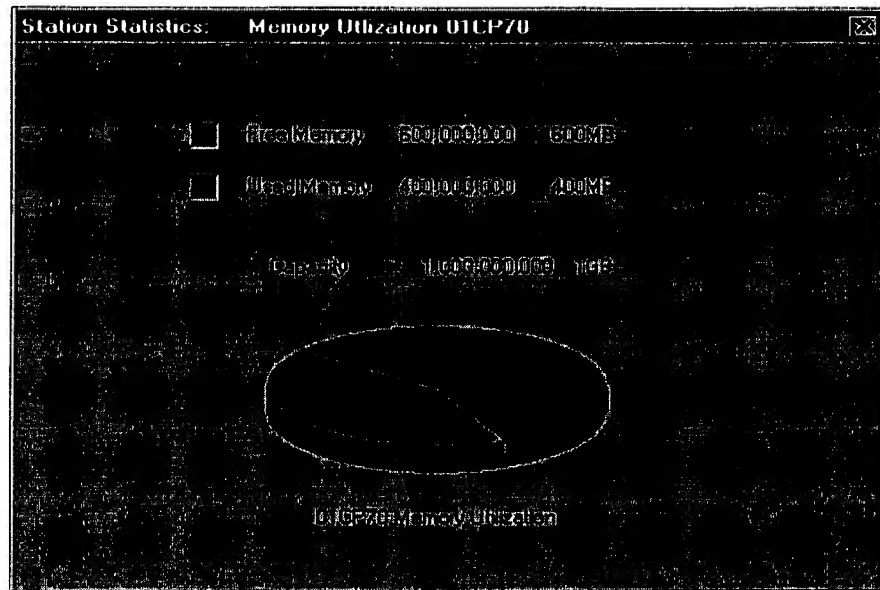 Station Statistics: Memory Utlization 01CP70
Free Memory 600,000,000 600MB
Used Memory 400,000,000 400MB
Capacity 1,000,000,000 1GB
01CP70: Memory Utilization